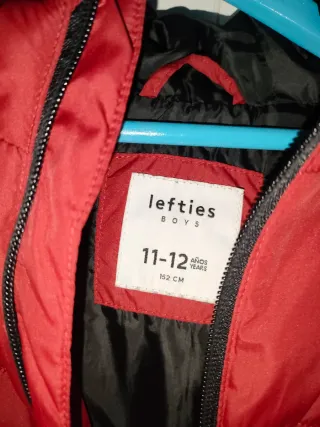 lefties
BOYS
11-12 AÑOS
YEARS
152 CM